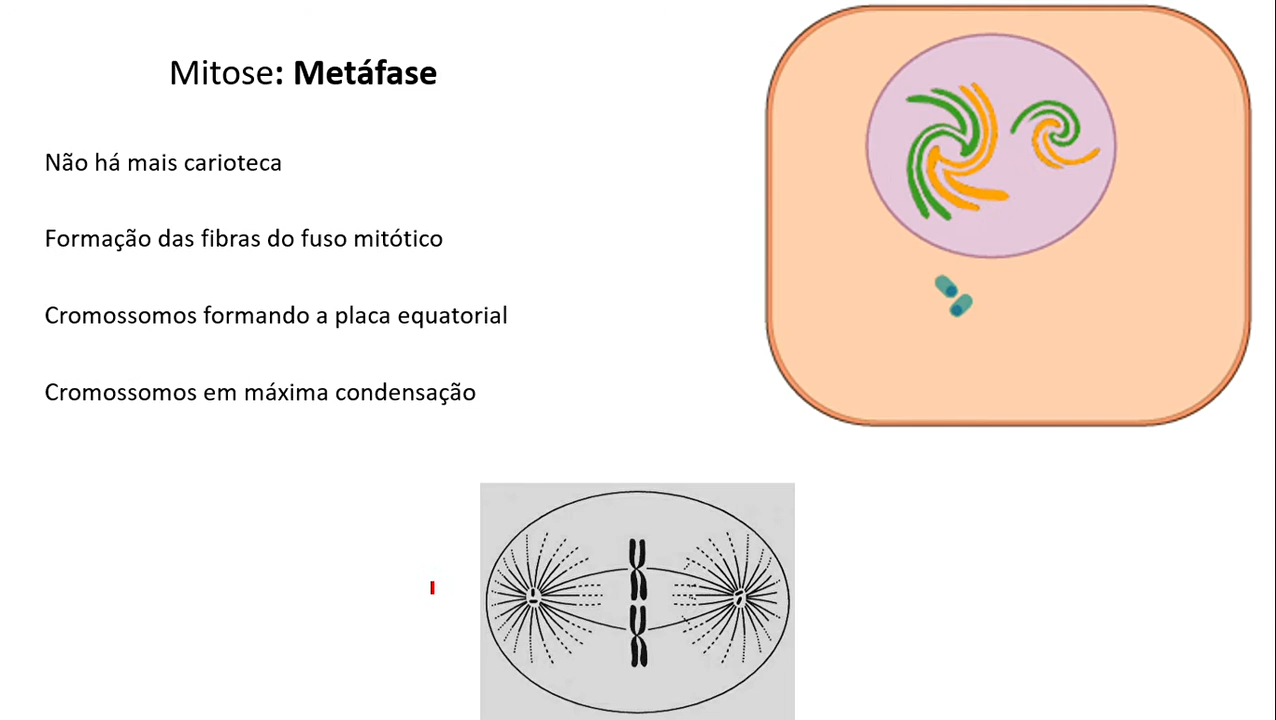 Mitose: Metáfase
Não há mais carioteca
Formação das fibras do fuso mitótico
Cromossomos formando a placa equatorial
Cromossomos em máxima condensação